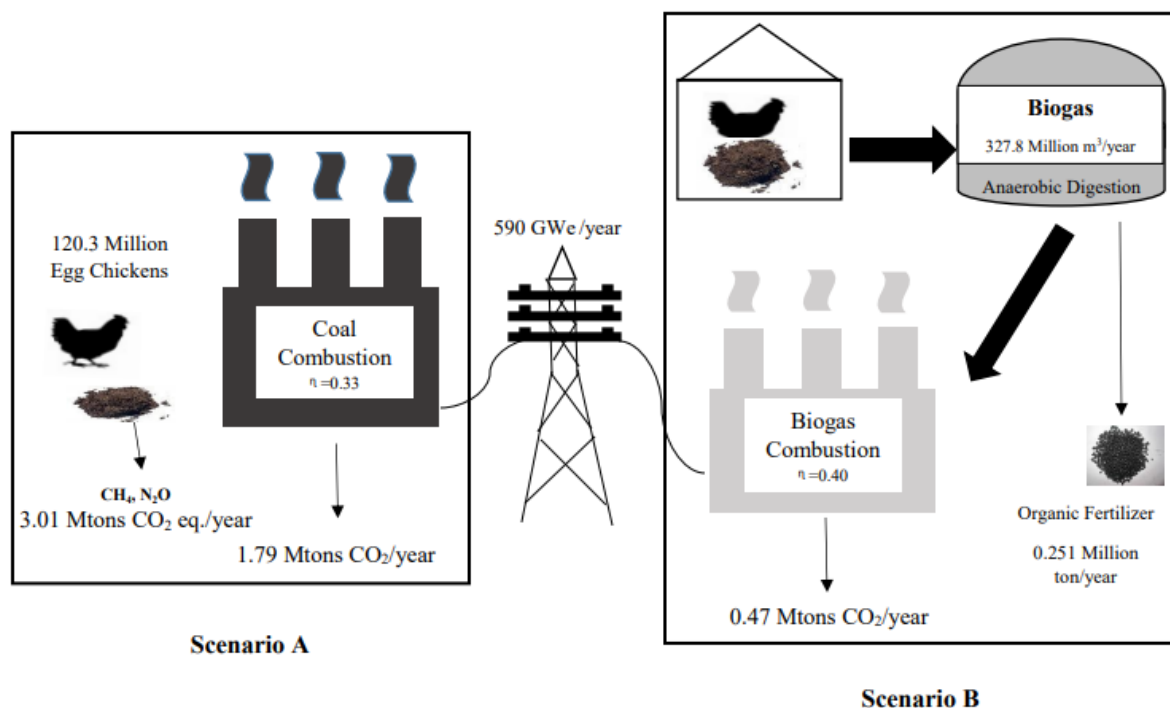 120.3 Million
Egg Chickens
CH₄, N₂O
3.01 Mtons CO₂ eq./year
Coal
Combustion
η =0.33
1.79 Mtons CO₂/year
Scenario A
590 GWe/year
Biogas
327.8 Million m³/year
Anaerobic Digestion
Biogas
Combustion
η =0.40
0.47 Mtons CO₂/year
Organic Fertilizer
0.251 Million
ton/year
Scenario B